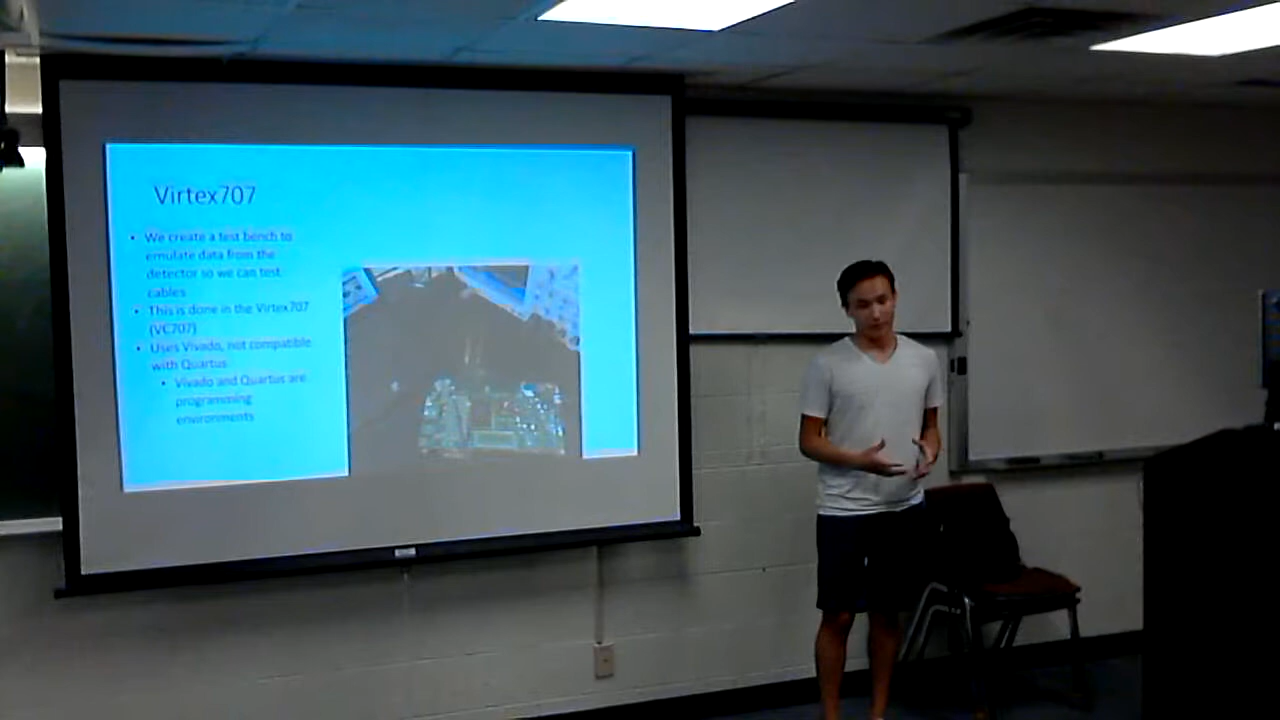 Virtex707
• We create a test bench to
emulate data from the
detector so we can test
cables
• This is done in the Virtex707
(VC707)
• Uses Vivado, not compatible
with Quartus
• Vivado and Quartus are
programming
environments